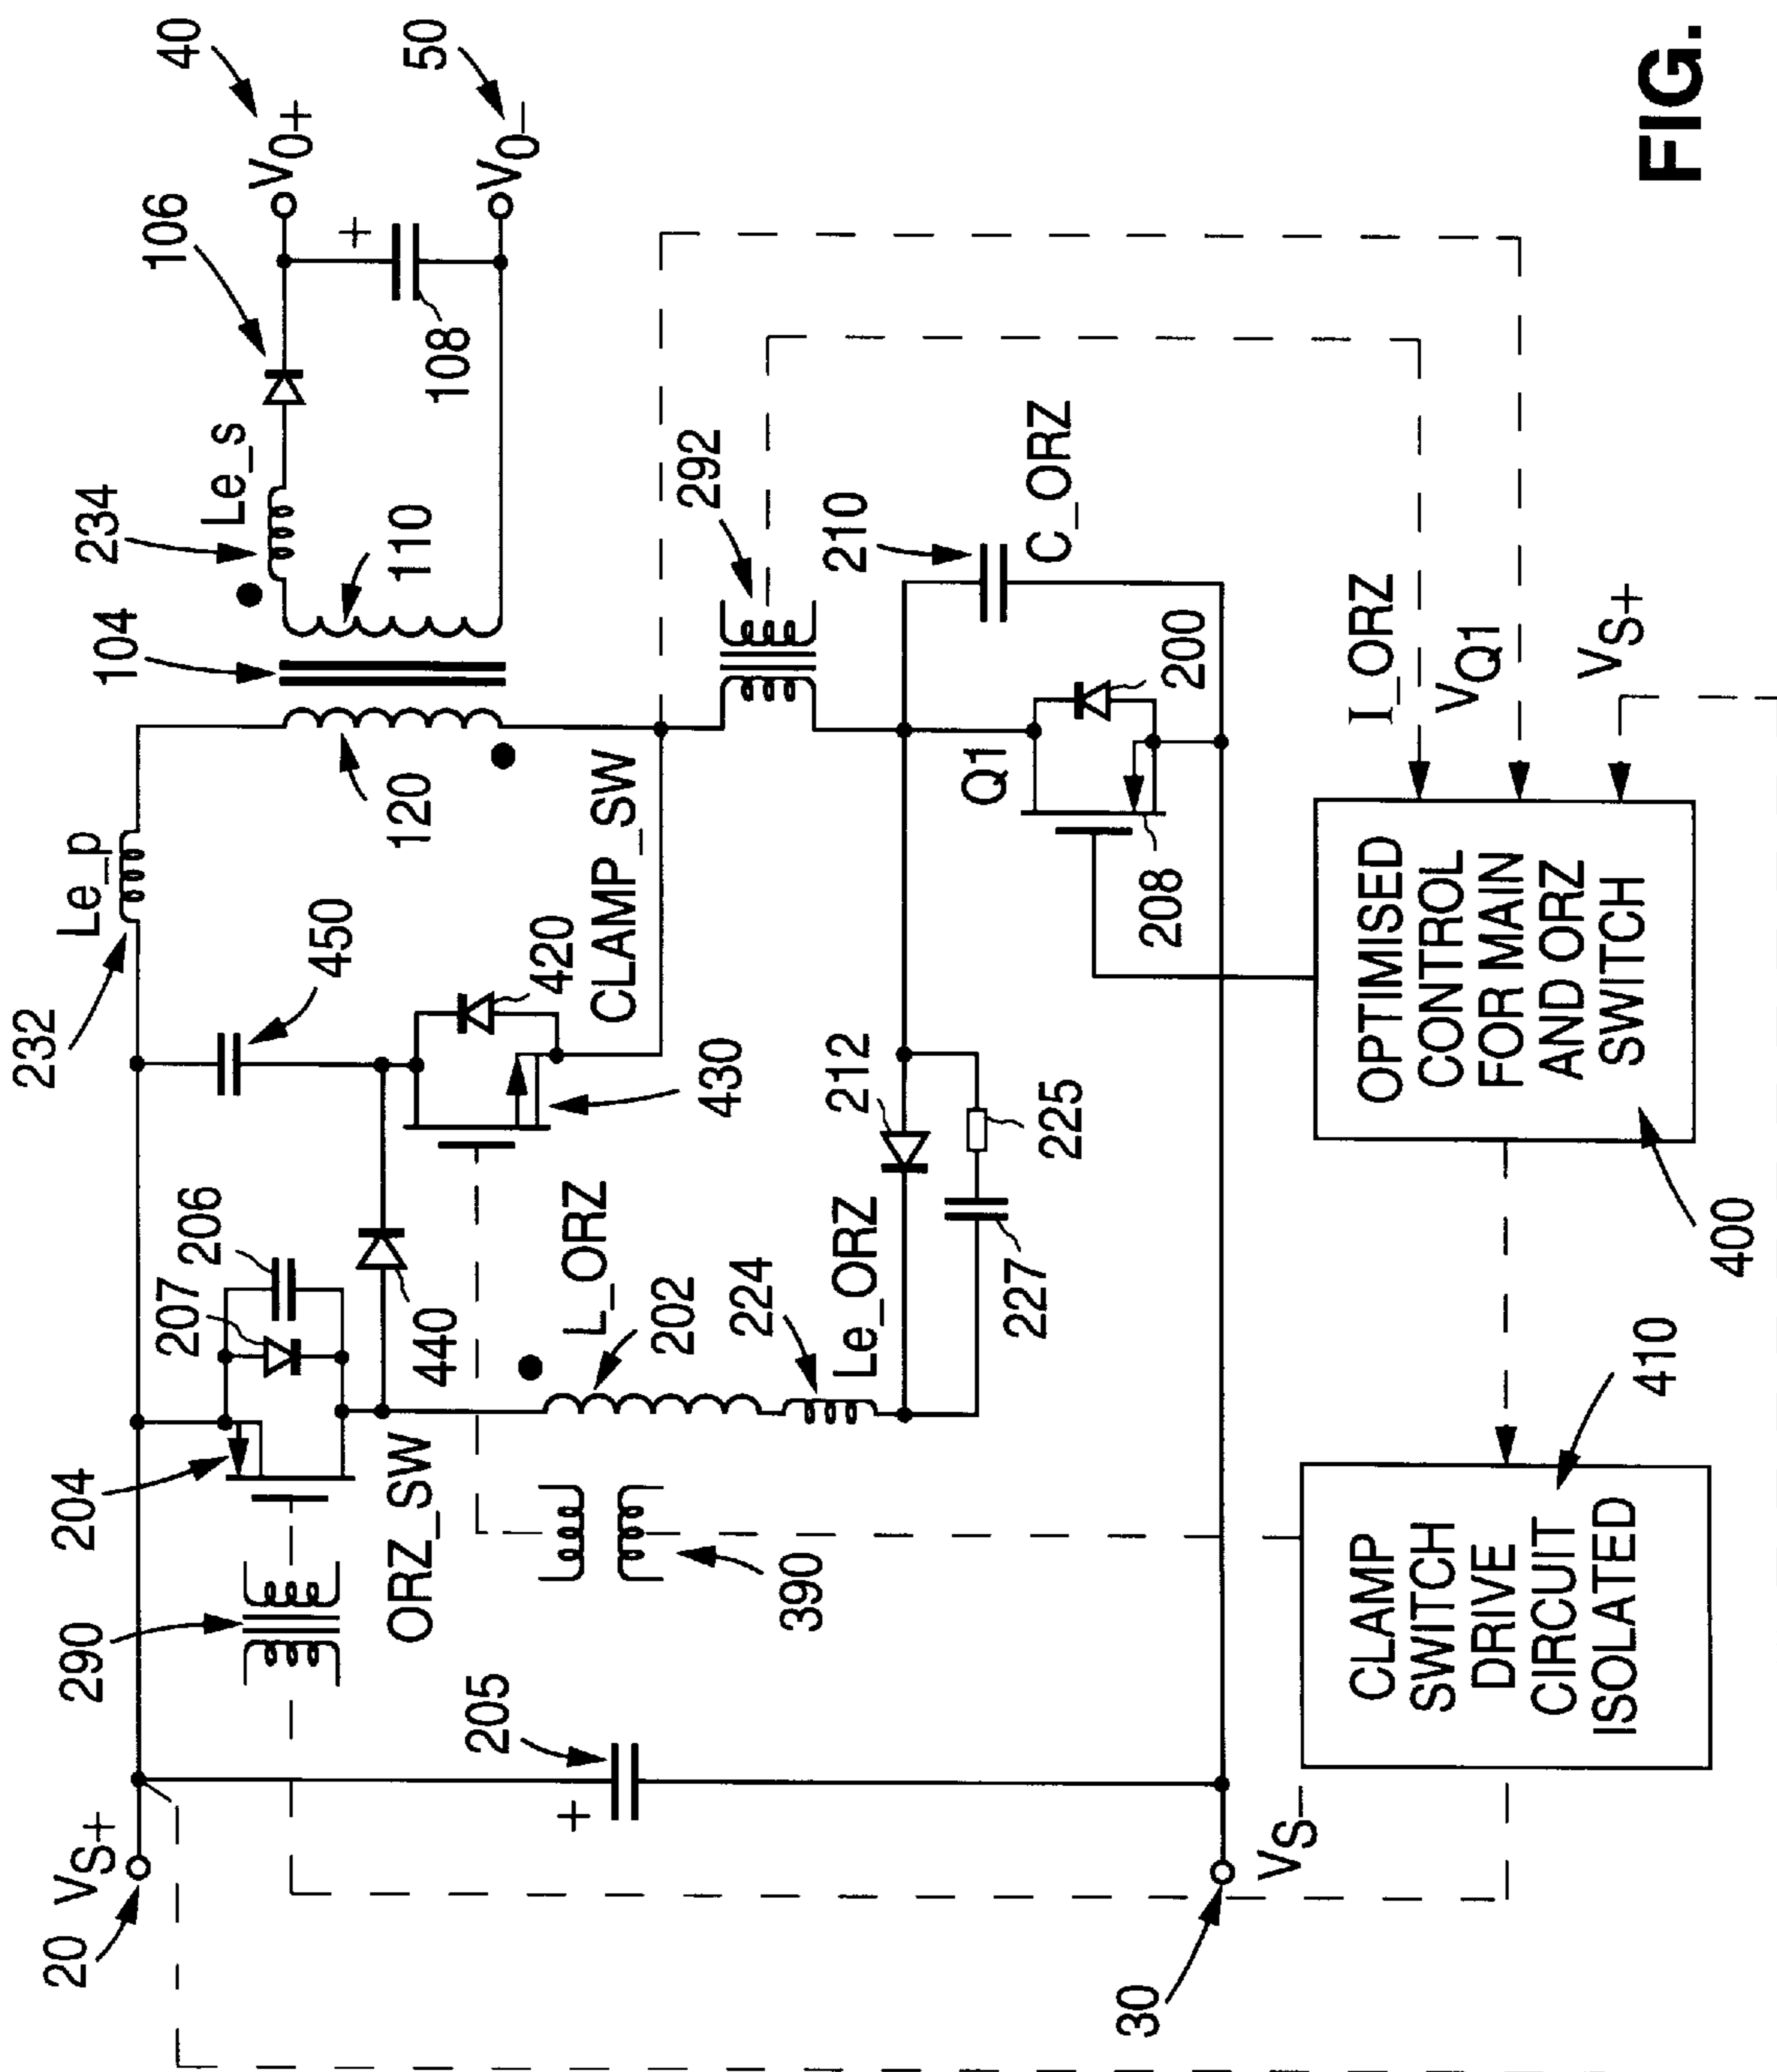 20
VS+
290
204
207
206
232
Le_p
450
104
234
Le_s
106
40
VO+
50
VO−
108
110
120
205
+
+
ORZ_SW
440
420
CLAMP_SW
430
390
L_ORZ
202
224
Le_ORZ
212
225
227
292
210
C_ORZ
Q1
200
208
30
VS−
I_ORZ
VQ1
VS+
CLAMP
SWITCH
DRIVE
CIRCUIT
ISOLATED
410
OPTIMISED
CONTROL
FOR MAIN
AND ORZ
SWITCH
400
FIG.